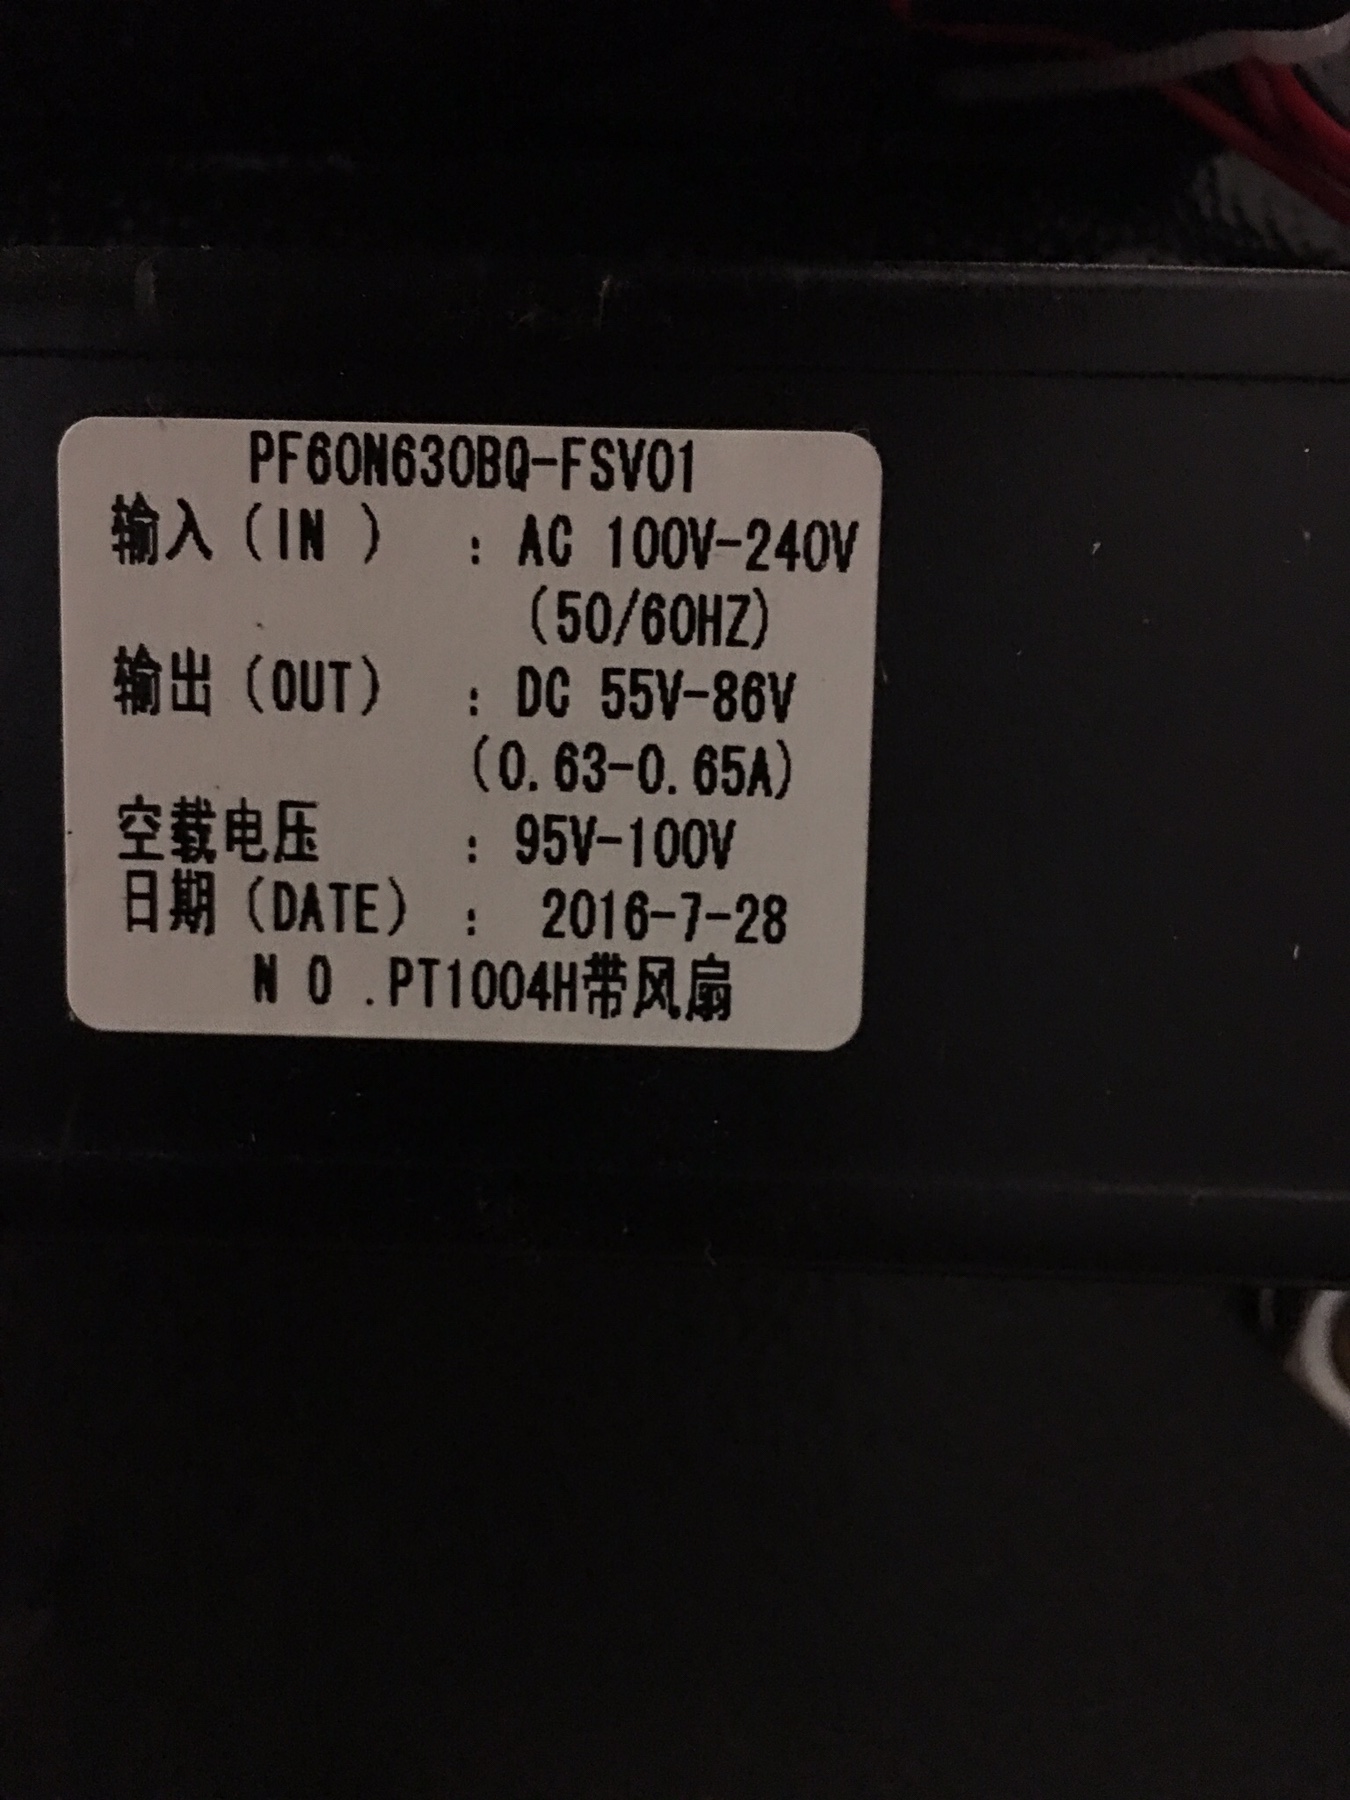 PF60N630BQ-FSV01
输入(IN ) : AC 100V-240V
(50/60HZ)
输出(OUT) : DC 55V-86V
(0.63-0.65A)
空载电压 : 95V-100V
日期(DATE) : 2016-7-28
N O .PT1004H带风扇